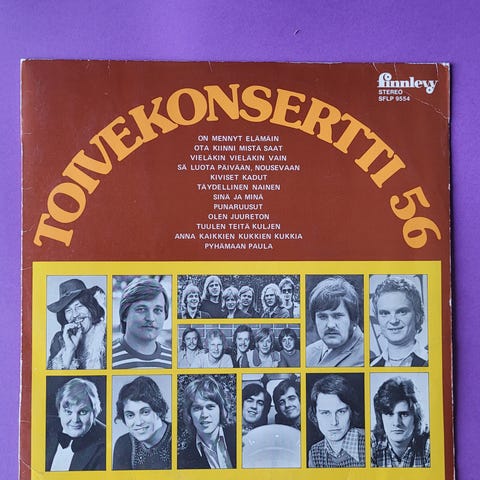 finnlevy
STEREO
SFLP 9554
TOIVEKONSERTTI 56
ON MENNYT ELÄMÄIN
OTA KIINNI MISTÄ SAAT
VIELÄKIN VIELÄKIN VAIN
SÄ LUOTA PÄIVÄÄN, NOUSEVAAN
KIVISET KADUT
TÄYDELLINEN NAINEN
SINÄ JA MINÄ
PUNARUUSUT
OLEN JUURETON
TUULEN TEITÄ KULJEN
ANNA KAIKKIEN KUKKIEN KUKKIA
PYHÄMAAN PAULA